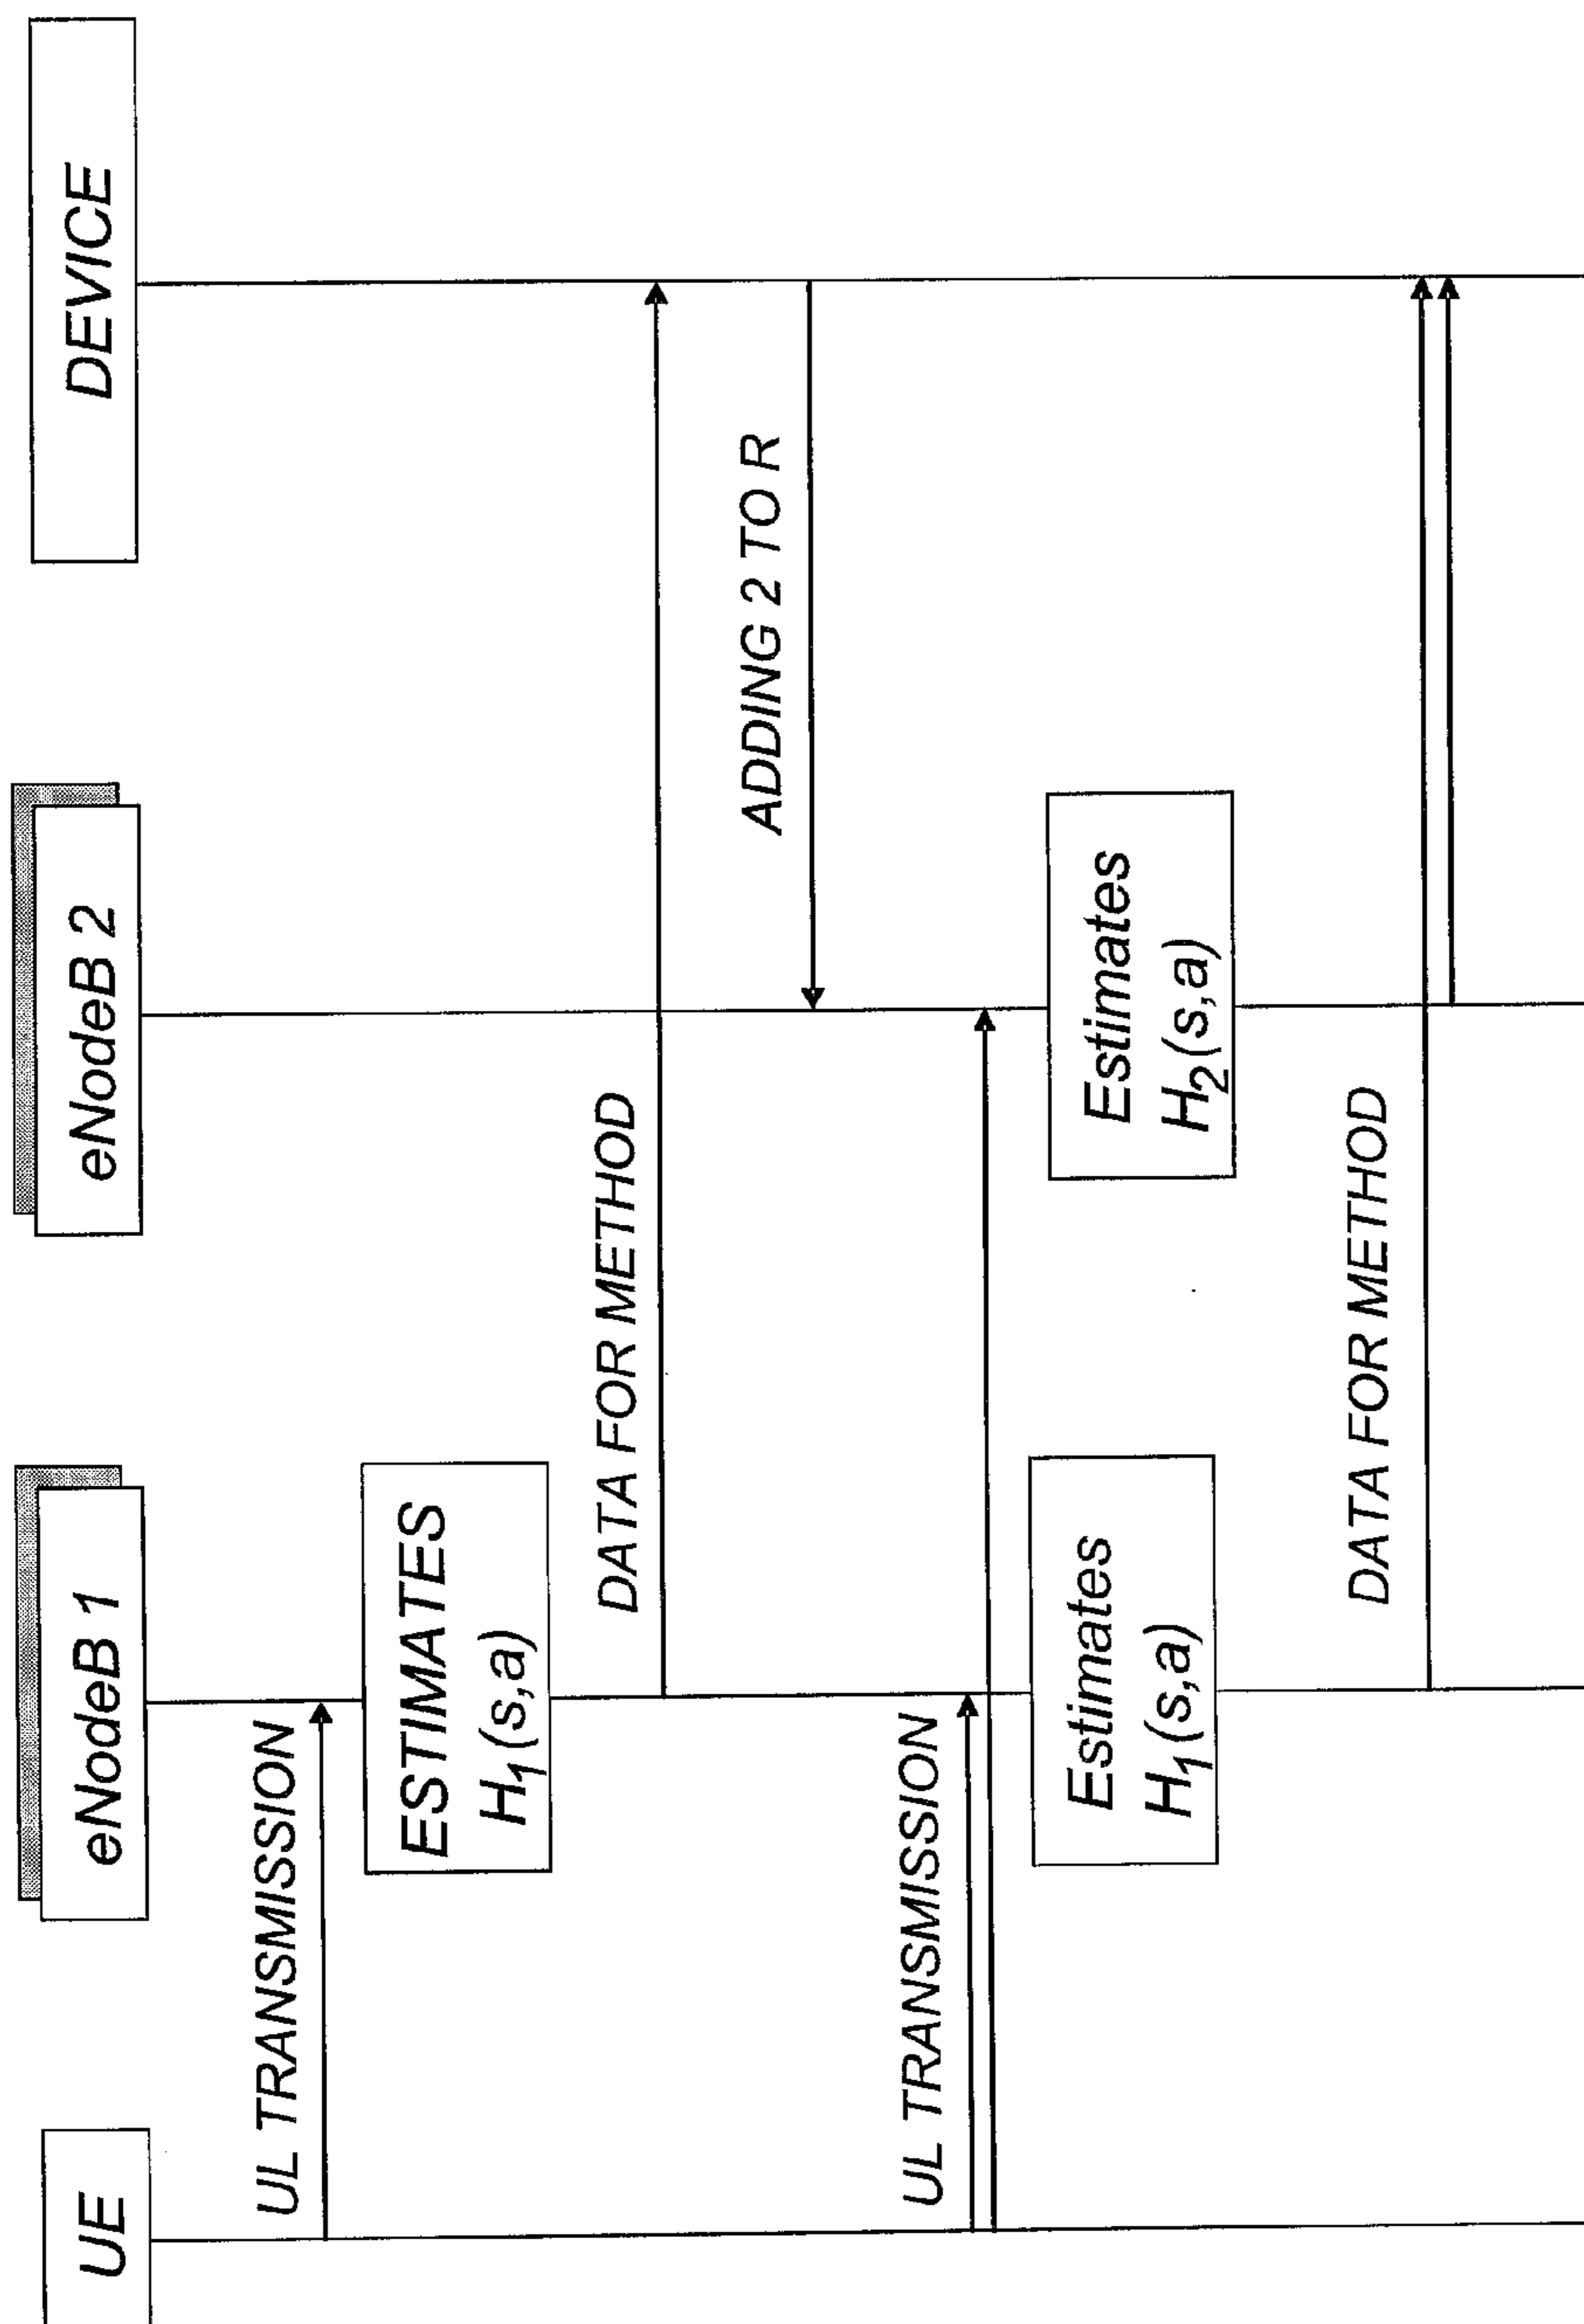 UE
eNodeB 1
eNodeB 2
DEVICE
UL TRANSMISSION
ESTIMATES
H₁(s,a)
DATA FOR METHOD
ADDING 2 TO R
UL TRANSMISSION
Estimates
H₁(s,a)
Estimates
H₂(s,a)
DATA FOR METHOD